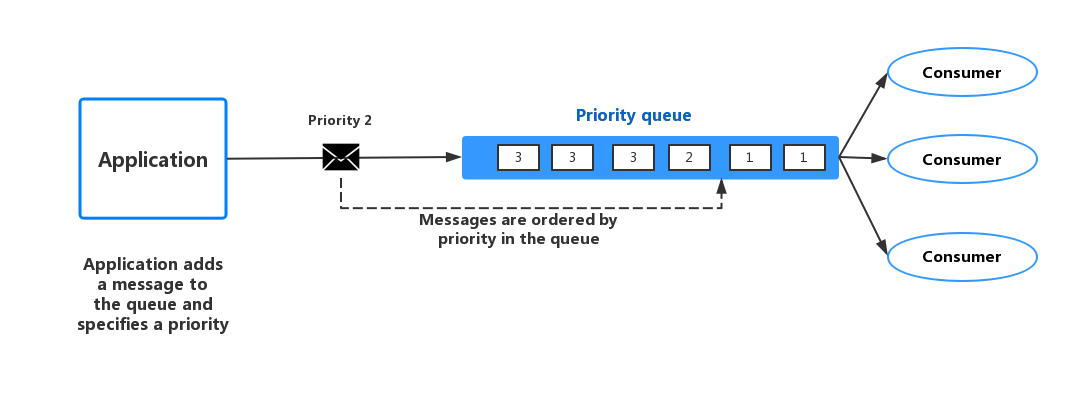 Application
Priority 2
Priority queue
3 3 3 2 1 1
Consumer
Consumer
Consumer
Messages are ordered by
priority in the queue
Application adds
a message to
the queue and
specifies a priority